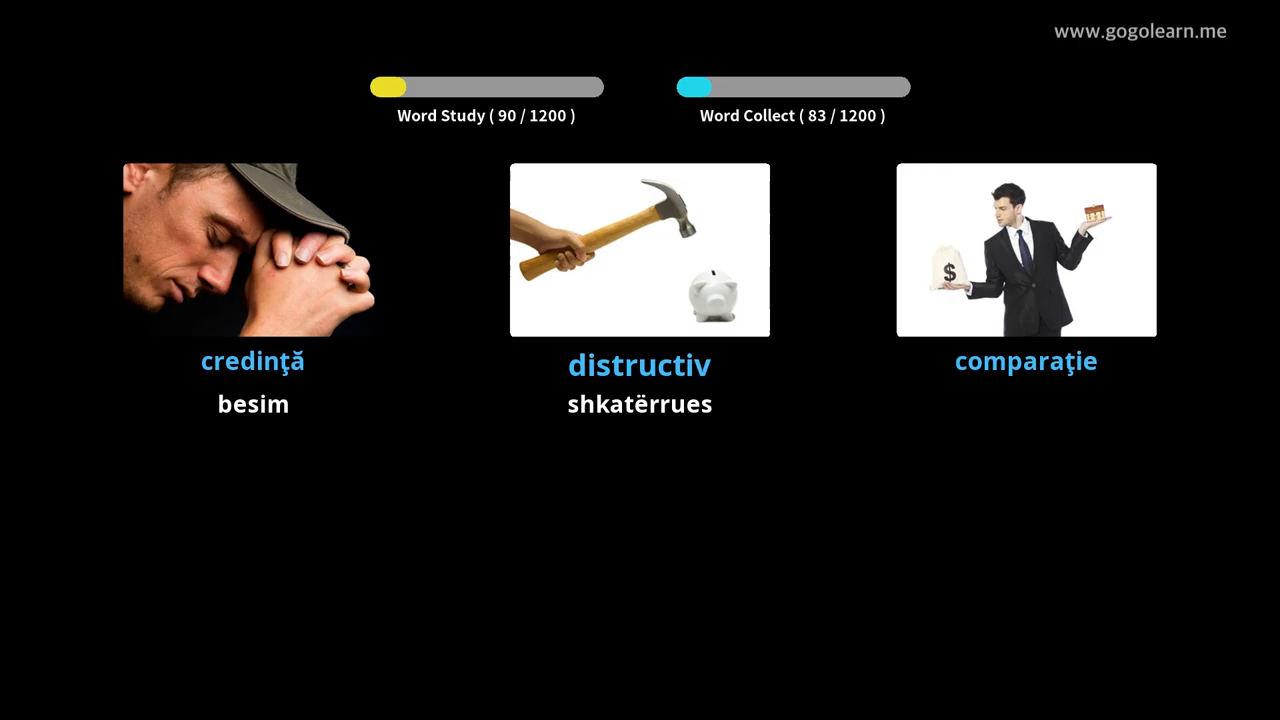 www.gogolearn.me
Word Study ( 90 / 1200 )
Word Collect ( 83 / 1200 )
credinţă
distructiv
comparaţie
besim
shkatërrues
$